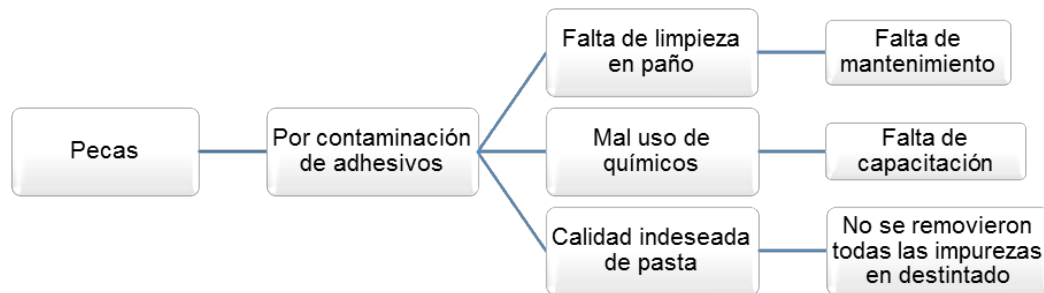 Pecas
Por contaminación
de adhesivos
Falta de limpieza
en paño
Falta de
mantenimiento
Mal uso de
químicos
Falta de
capacitación
Calidad indeseada
de pasta
No se removieron
todas las impurezas
en destintado